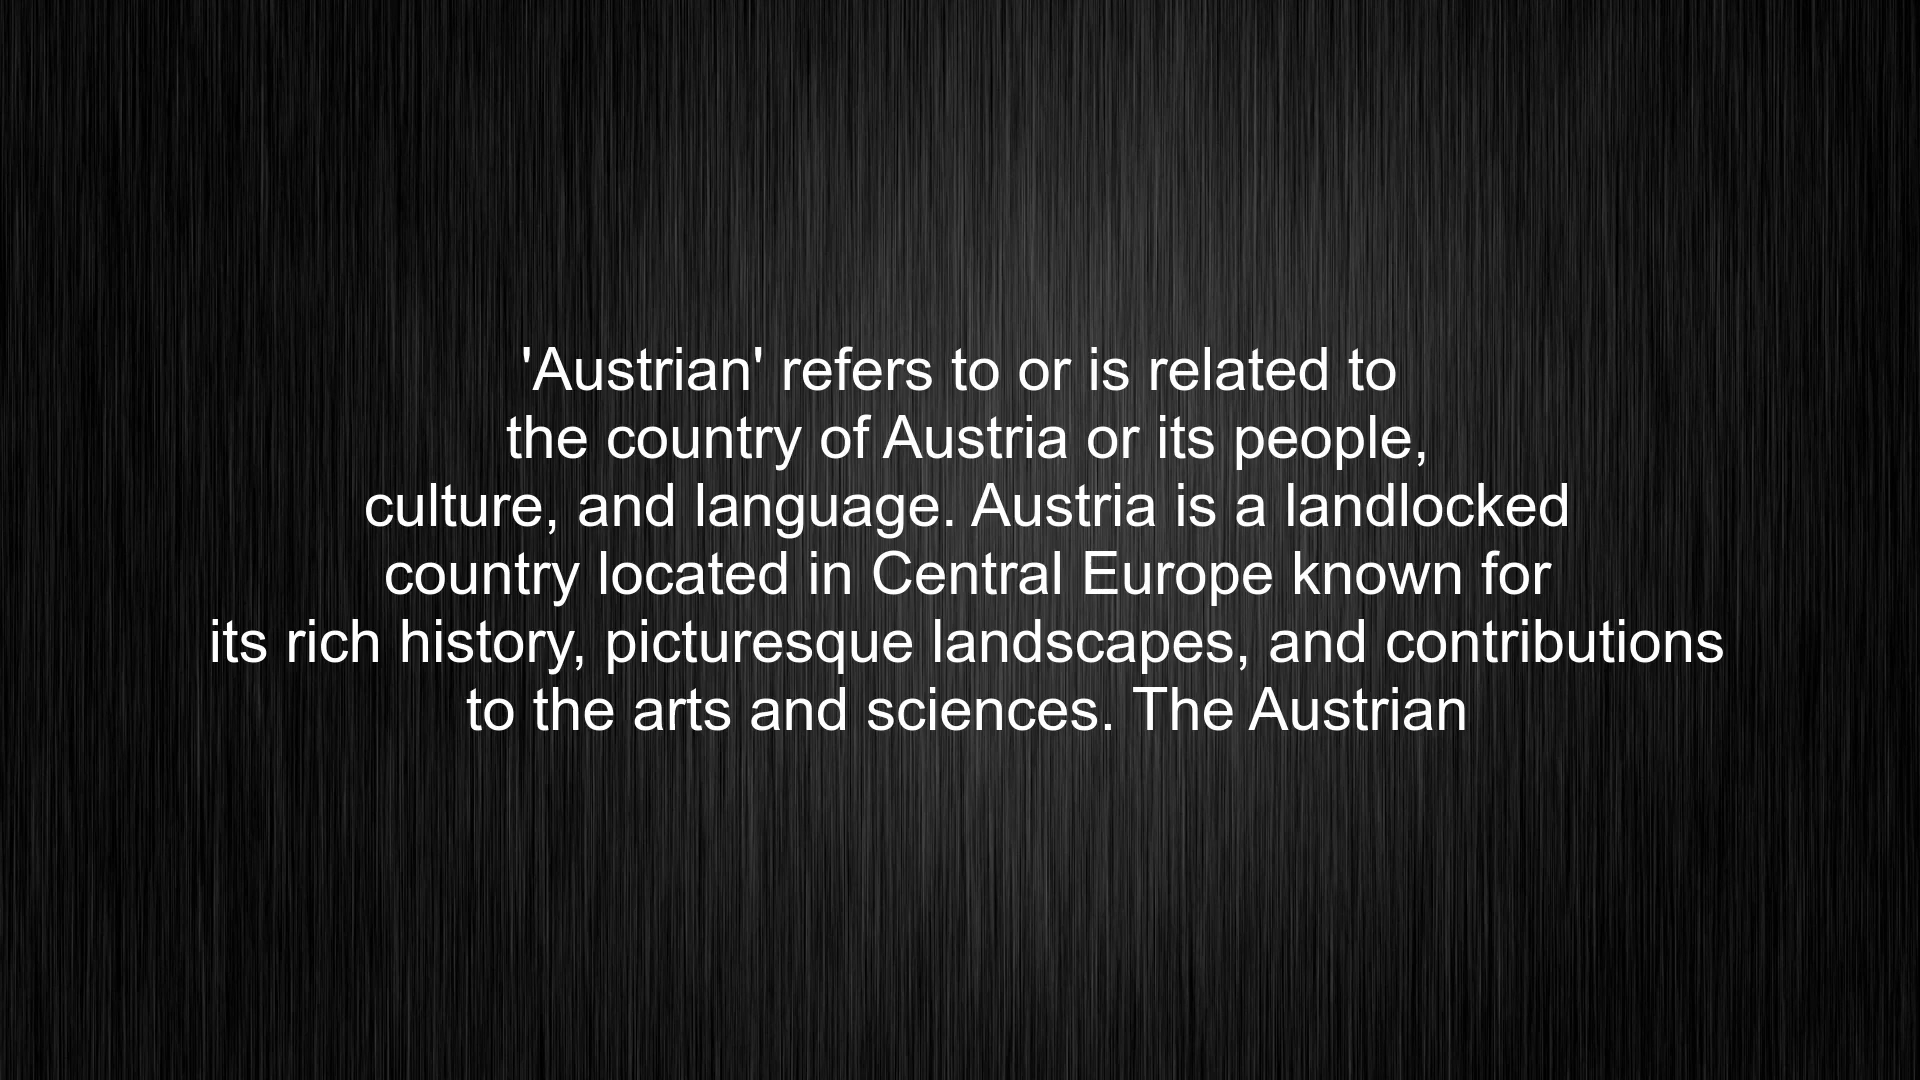 'Austrian' refers to or is related to
the country of Austria or its people,
culture, and language. Austria is a landlocked
country located in Central Europe known for
its rich history, picturesque landscapes, and contributions
to the arts and sciences. The Austrian